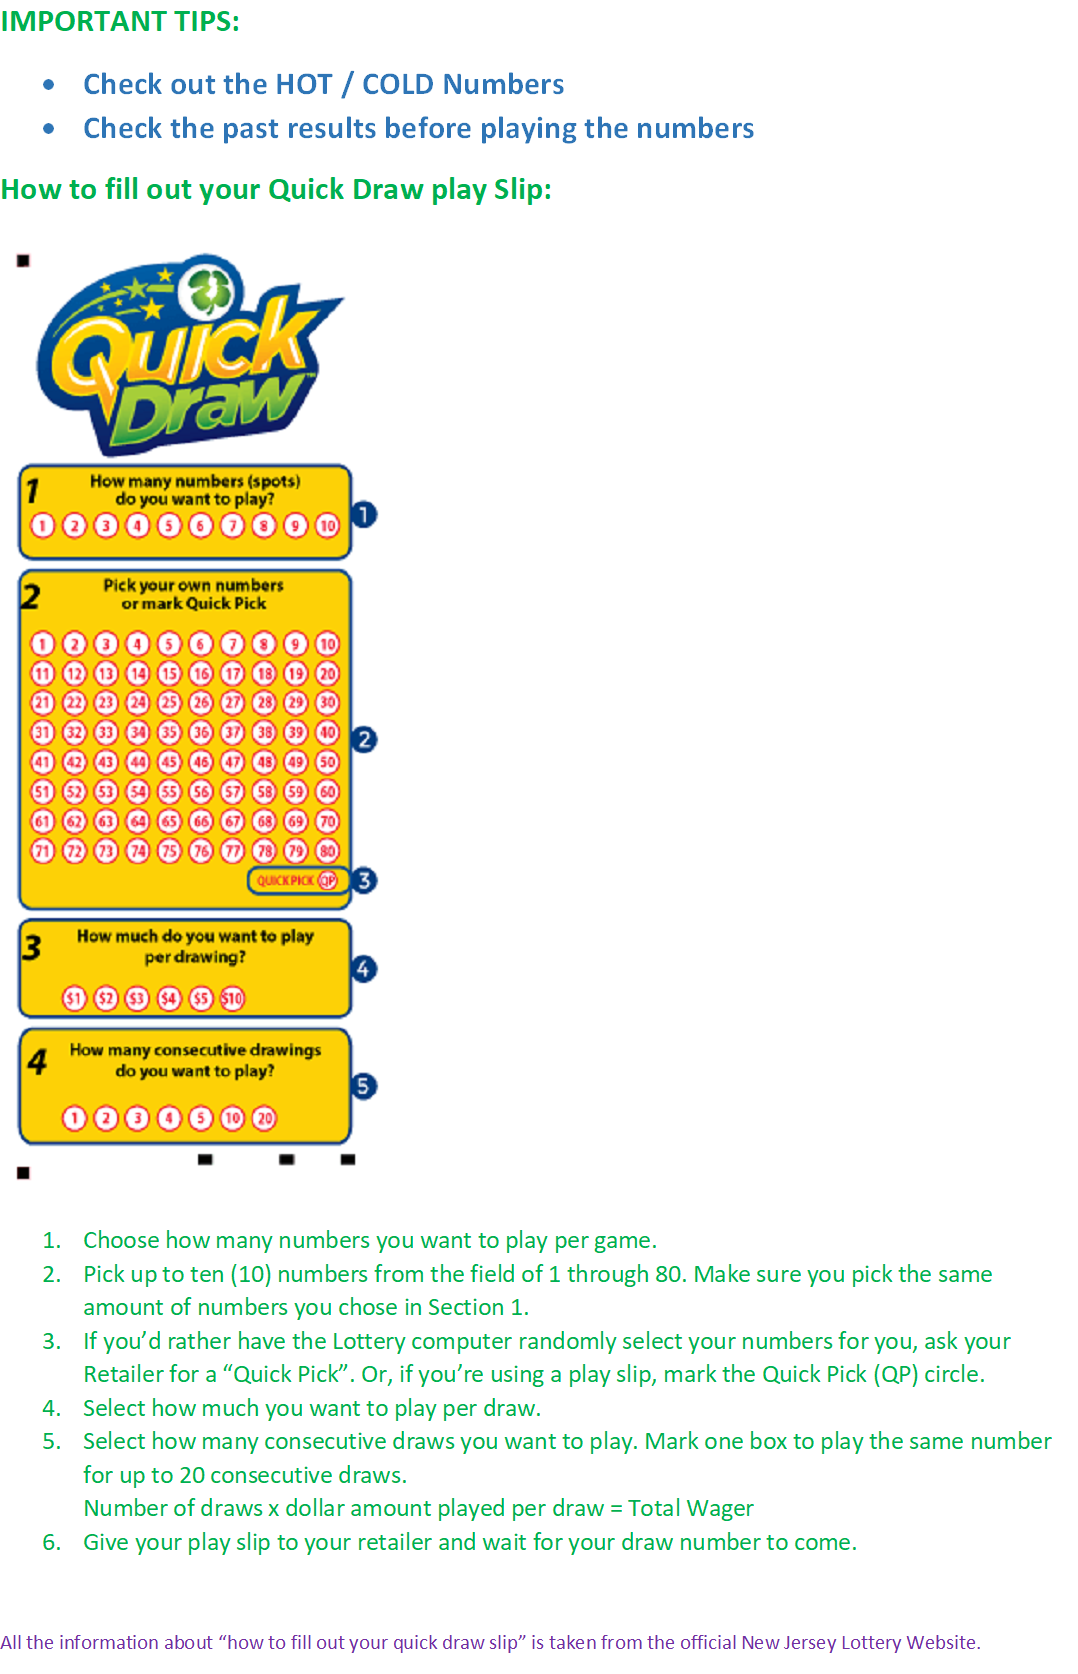 IMPORTANT TIPS:
• Check out the HOT / COLD Numbers
• Check the past results before playing the numbers
How to fill out your Quick Draw play Slip:
Quick
Draw™
1 How many numbers (spots)
do you want to play?
1 2 3 4 5 6 7 8 9 10
1
2 Pick your own numbers
or mark Quick Pick
1 2 3 4 5 6 7 8 9 10
11 12 13 14 15 16 17 18 19 20
21 22 23 24 25 26 27 28 29 30
31 32 33 34 35 36 37 38 39 40
2
41 42 43 44 45 46 47 48 49 50
51 52 53 54 55 56 57 58 59 60
61 62 63 64 65 66 67 68 69 70
71 72 73 74 75 76 77 78 79 80
QUICK PICK QP
3
3 How much do you want to play
per drawing?
4
$1 $2 $3 $4 $5 $10
4 How many consecutive drawings
do you want to play?
5
1 2 3 4 5 10 20
1. Choose how many numbers you want to play per game.
2. Pick up to ten (10) numbers from the field of 1 through 80. Make sure you pick the same
amount of numbers you chose in Section 1.
3. If you’d rather have the Lottery computer randomly select your numbers for you, ask your
Retailer for a “Quick Pick”. Or, if you’re using a play slip, mark the Quick Pick (QP) circle.
4. Select how much you want to play per draw.
5. Select how many consecutive draws you want to play. Mark one box to play the same number
for up to 20 consecutive draws.
Number of draws x dollar amount played per draw = Total Wager
6. Give your play slip to your retailer and wait for your draw number to come.
All the information about “how to fill out your quick draw slip” is taken from the official New Jersey Lottery Website.